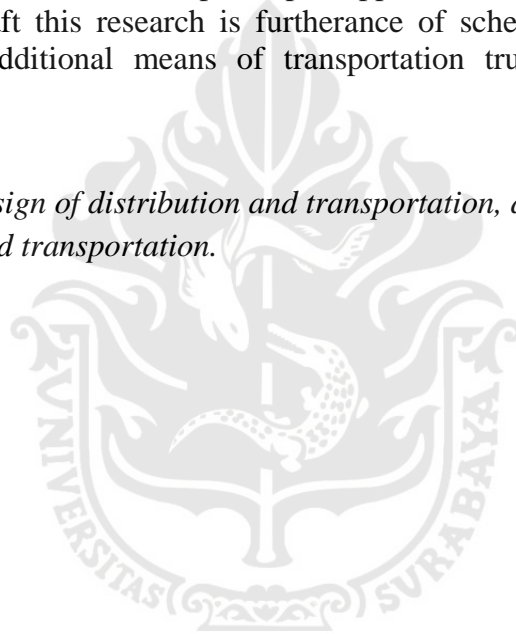 aft this research is furtherance of sche
dditional means of transportation tru
sign of distribution and transportation, a
d transportation.
UNIVERSITAS SURABAYA